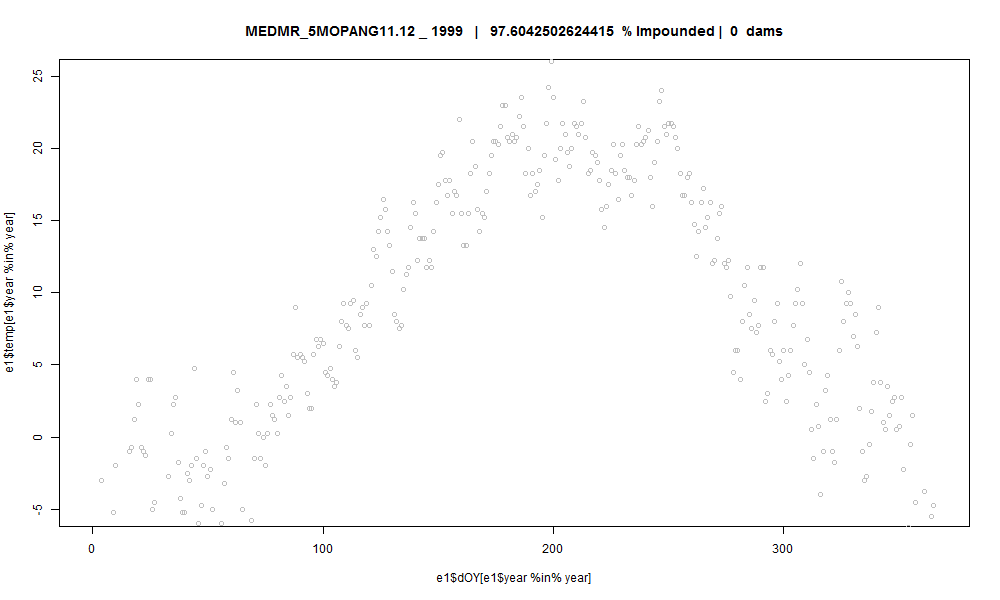 MEDMR_5MOPANG11.12 _ 1999 | 97.6042502624415 % Impounded | 0 dams
25
20
15
10
5
0
-5
e1$temp[e1$year %in% year]
0 100 200 300
e1$dOY[e1$year %in% year]